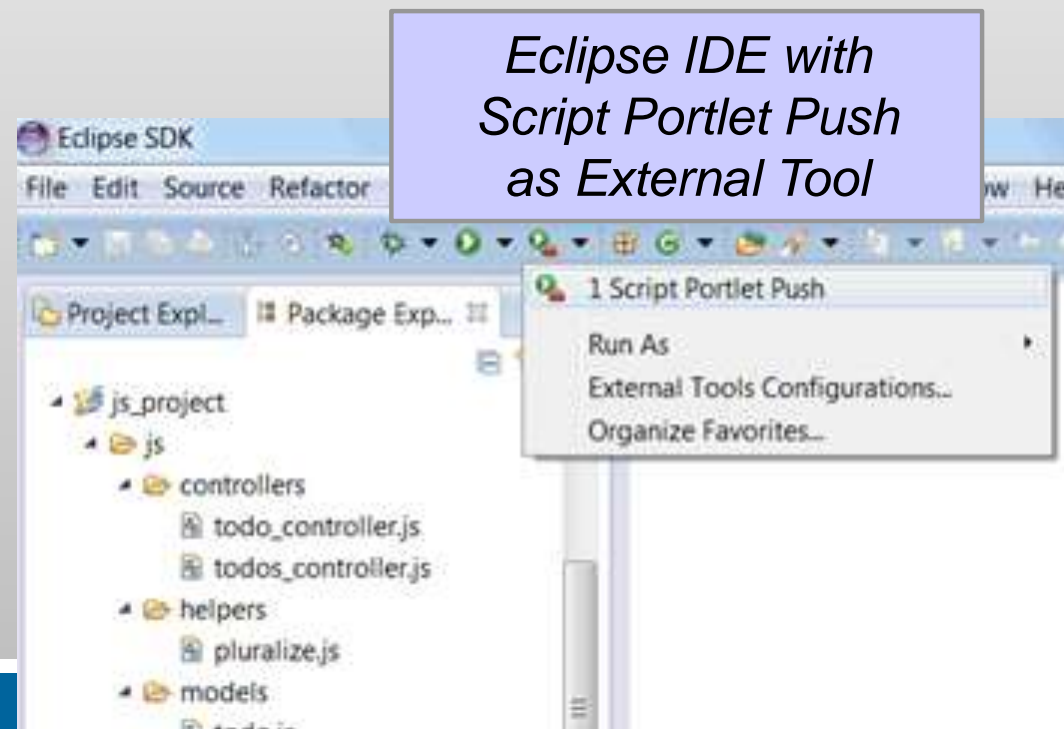 Eclipse IDE with
Script Portlet Push
as External Tool
Eclipse SDK
File Edit Source Refactor
Project Expl... Package Exp...
1 Script Portlet Push
Run As
External Tools Configurations...
Organize Favorites...
js_project
js
controllers
todo_controller.js
todos_controller.js
helpers
pluralize.js
models